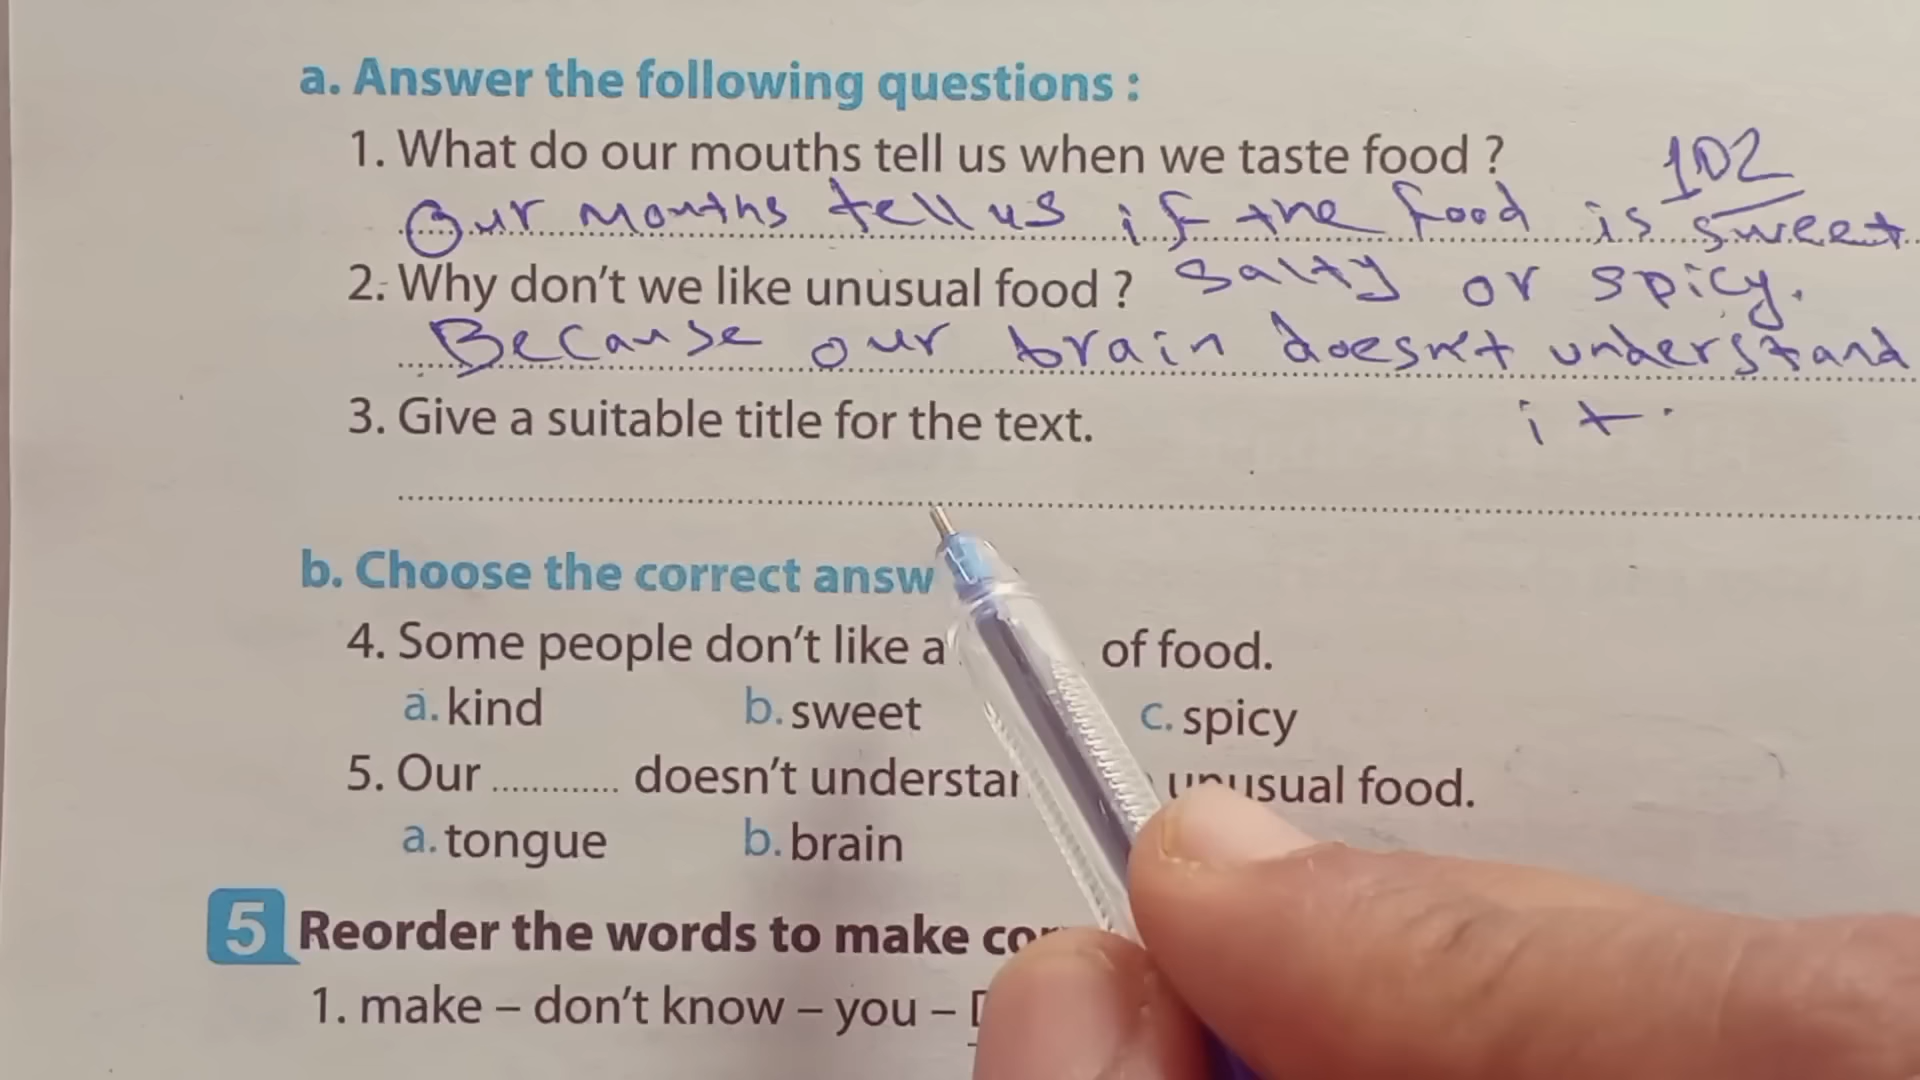 a. Answer the following questions :
1. What do our mouths tell us when we taste food ?
102
Our mouths tell us if the food is sweet
2. Why don't we like unusual food ? salty or spicy.
Because our brain doesn't understand
3. Give a suitable title for the text. it.
b. Choose the correct answ
4. Some people don't like a of food.
a. kind b. sweet c. spicy
5. Our ............ doesn't understan unusual food.
a. tongue b. brain
5 Reorder the words to make co
1. make – don't know – you –